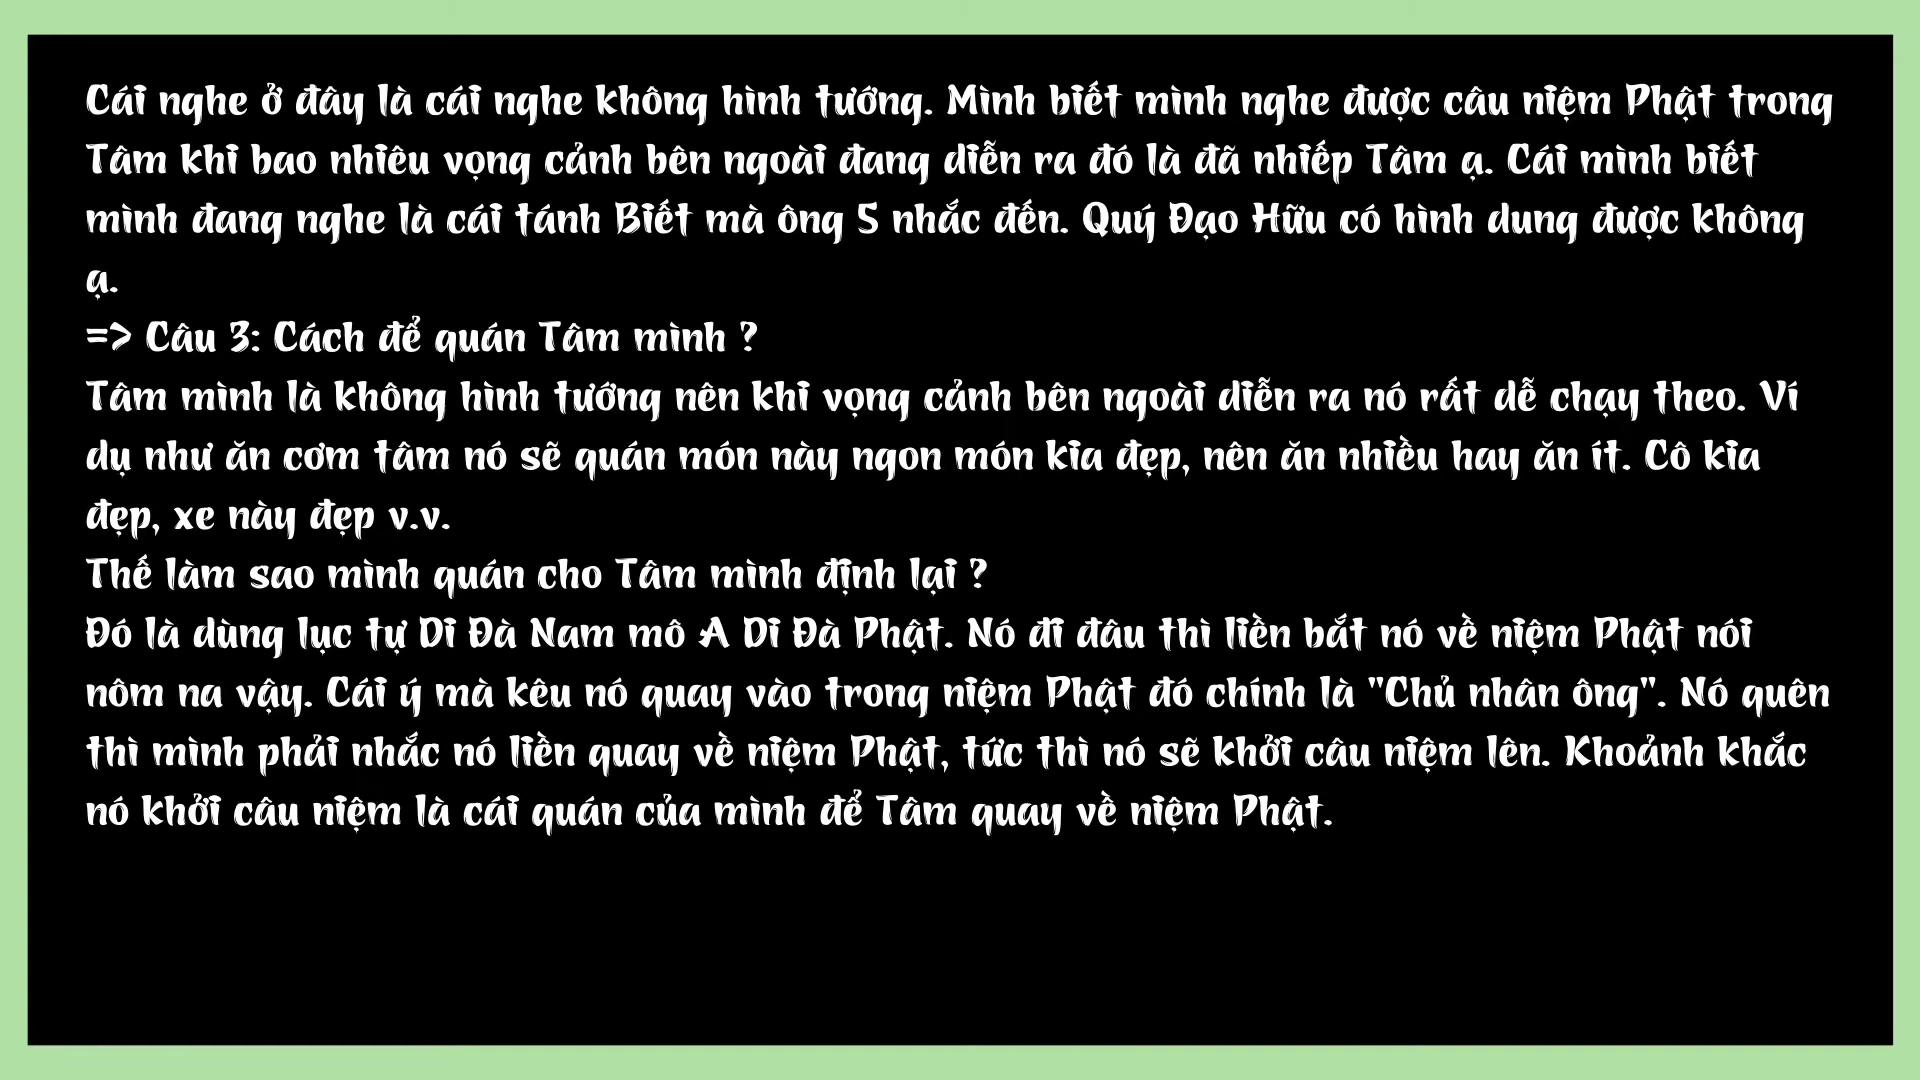 Cái nghe ở đây là cái nghe không hình tướng. Mình biết mình nghe được câu niệm Phật trong
Tâm khi bao nhiêu vọng cảnh bên ngoài đang diễn ra đó là đã nhiếp Tâm ạ. Cái mình biết
mình đang nghe là cái tánh Biết mà ông 5 nhắc đến. Quý Đạo Hữu có hình dung được không
ạ.
=> Câu 3: Cách để quán Tâm mình ?
Tâm mình là không hình tướng nên khi vọng cảnh bên ngoài diễn ra nó rất dễ chạy theo. Ví
dụ như ăn cơm tâm nó sẽ quán món này ngon món kia đẹp, nên ăn nhiều hay ăn ít. Cô kia
đẹp, xe này đẹp v.v.
Thế làm sao mình quán cho Tâm mình định lại ?
Đó là dùng lục tự Di Đà Nam mô A Di Đà Phật. Nó đi đâu thì liền bắt nó về niệm Phật nói
nôm na vậy. Cái ý mà kêu nó quay vào trong niệm Phật đó chính là "Chủ nhân ông". Nó quên
thì mình phải nhắc nó liền quay về niệm Phật, tức thì nó sẽ khởi câu niệm lên. Khoảnh khắc
nó khởi câu niệm là cái quán của mình để Tâm quay về niệm Phật.